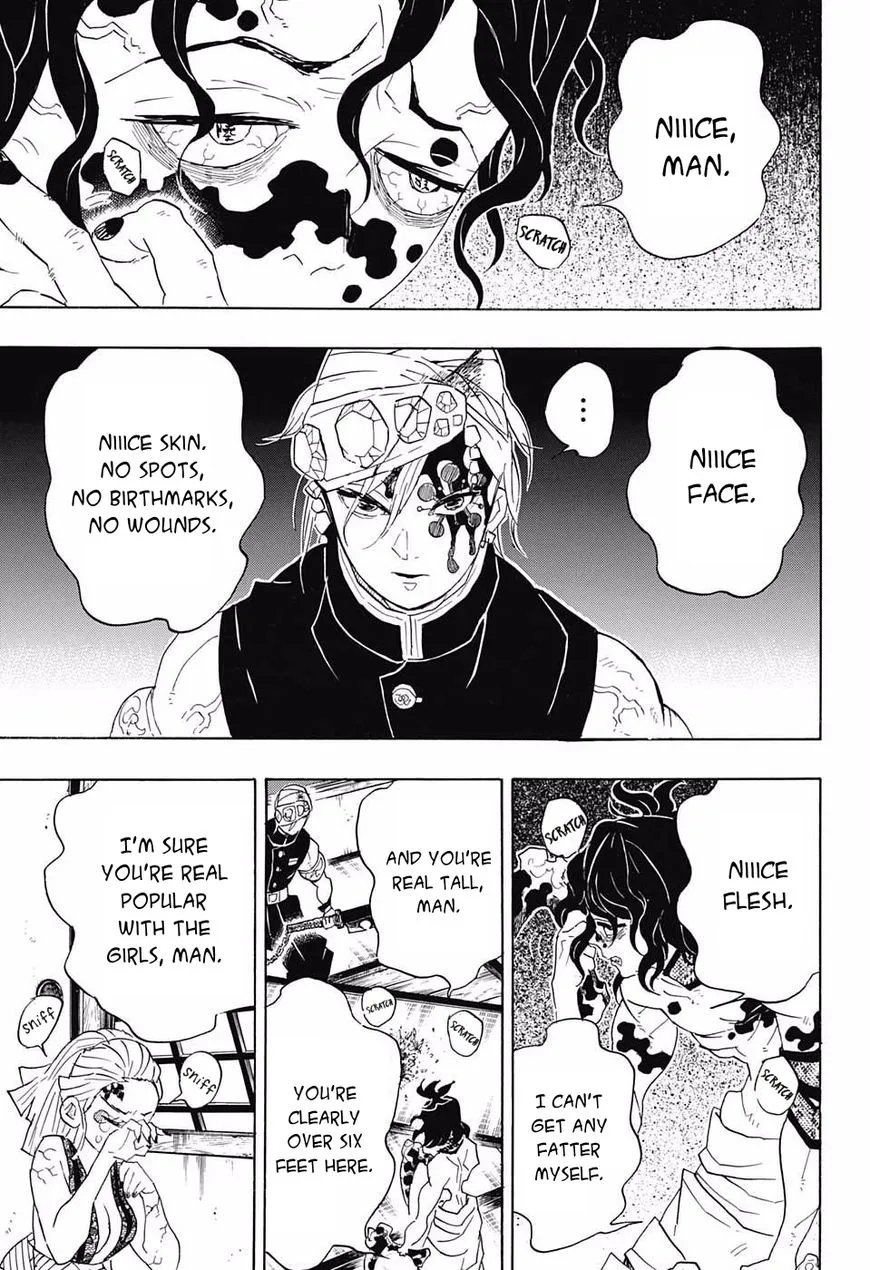 NIIICE,
MAN.
SCRATCH
SCRATCH
NIIICE
FACE.
...
NIIICE SKIN.
NO SPOTS,
NO BIRTHMARKS,
NO WOUNDS.
SCRATCH
NIIICE
FLESH.
I CAN'T
GET ANY
FATTER
MYSELF.
SCRATCH
AND YOU'RE
REAL TALL,
MAN.
SCRATCH
SCRATCH
YOU'RE
CLEARLY
OVER SIX
FEET HERE.
I'M SURE
YOU'RE REAL
POPULAR
WITH THE
GIRLS, MAN.
sniff
sniff